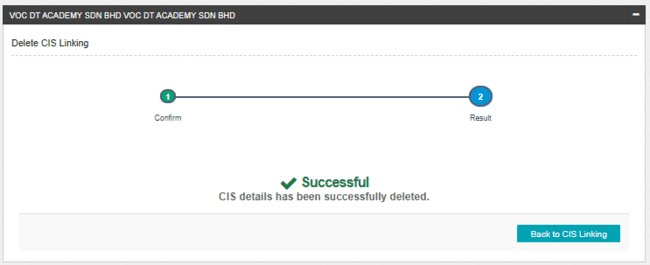 VOC DT ACADEMY SDN BHD VOC DT ACADEMY SDN BHD
Delete CIS Linking
1
2
Confirm
Result
Successful
CIS details has been successfully deleted.
Back to CIS Linking